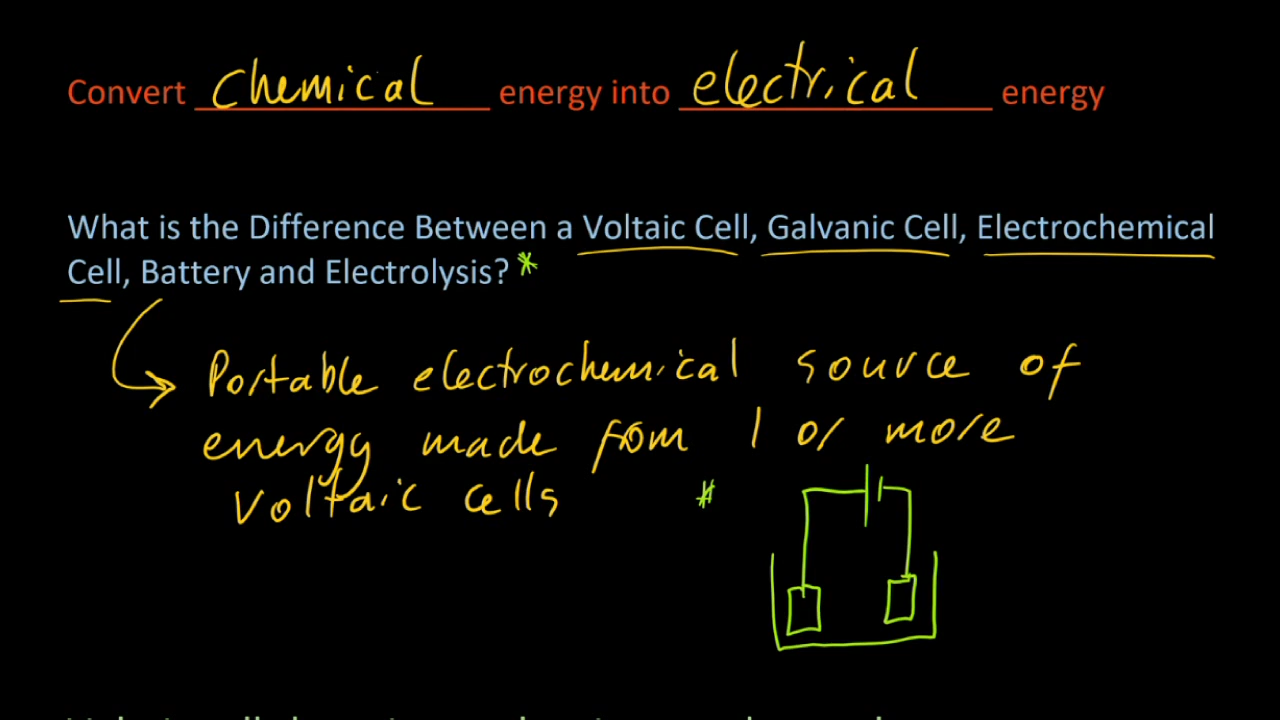 Convert chemical energy into electrical energy
What is the Difference Between a Voltaic Cell, Galvanic Cell, Electrochemical
Cell, Battery and Electrolysis? *
Portable electrochemical source of
energy made from 1 or more
voltaic cells *